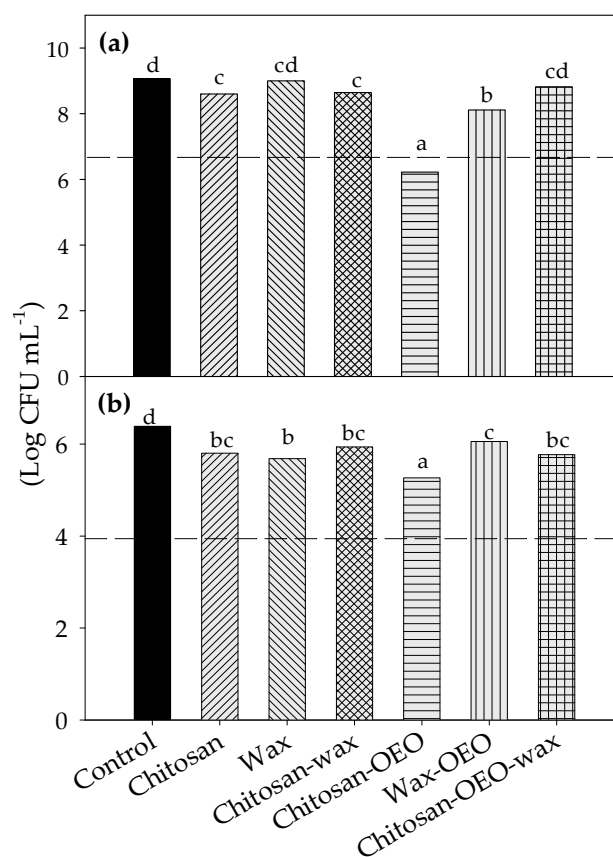 (a)
10
8
6
4
2
0
d
c
cd
c
a
b
cd
(Log CFU mL⁻¹)
(b)
6
4
2
0
d
bc
b
bc
a
c
bc
Control
Chitosan
Wax
Chitosan-wax
Chitosan-OEO
Wax-OEO
Chitosan-OEO-wax